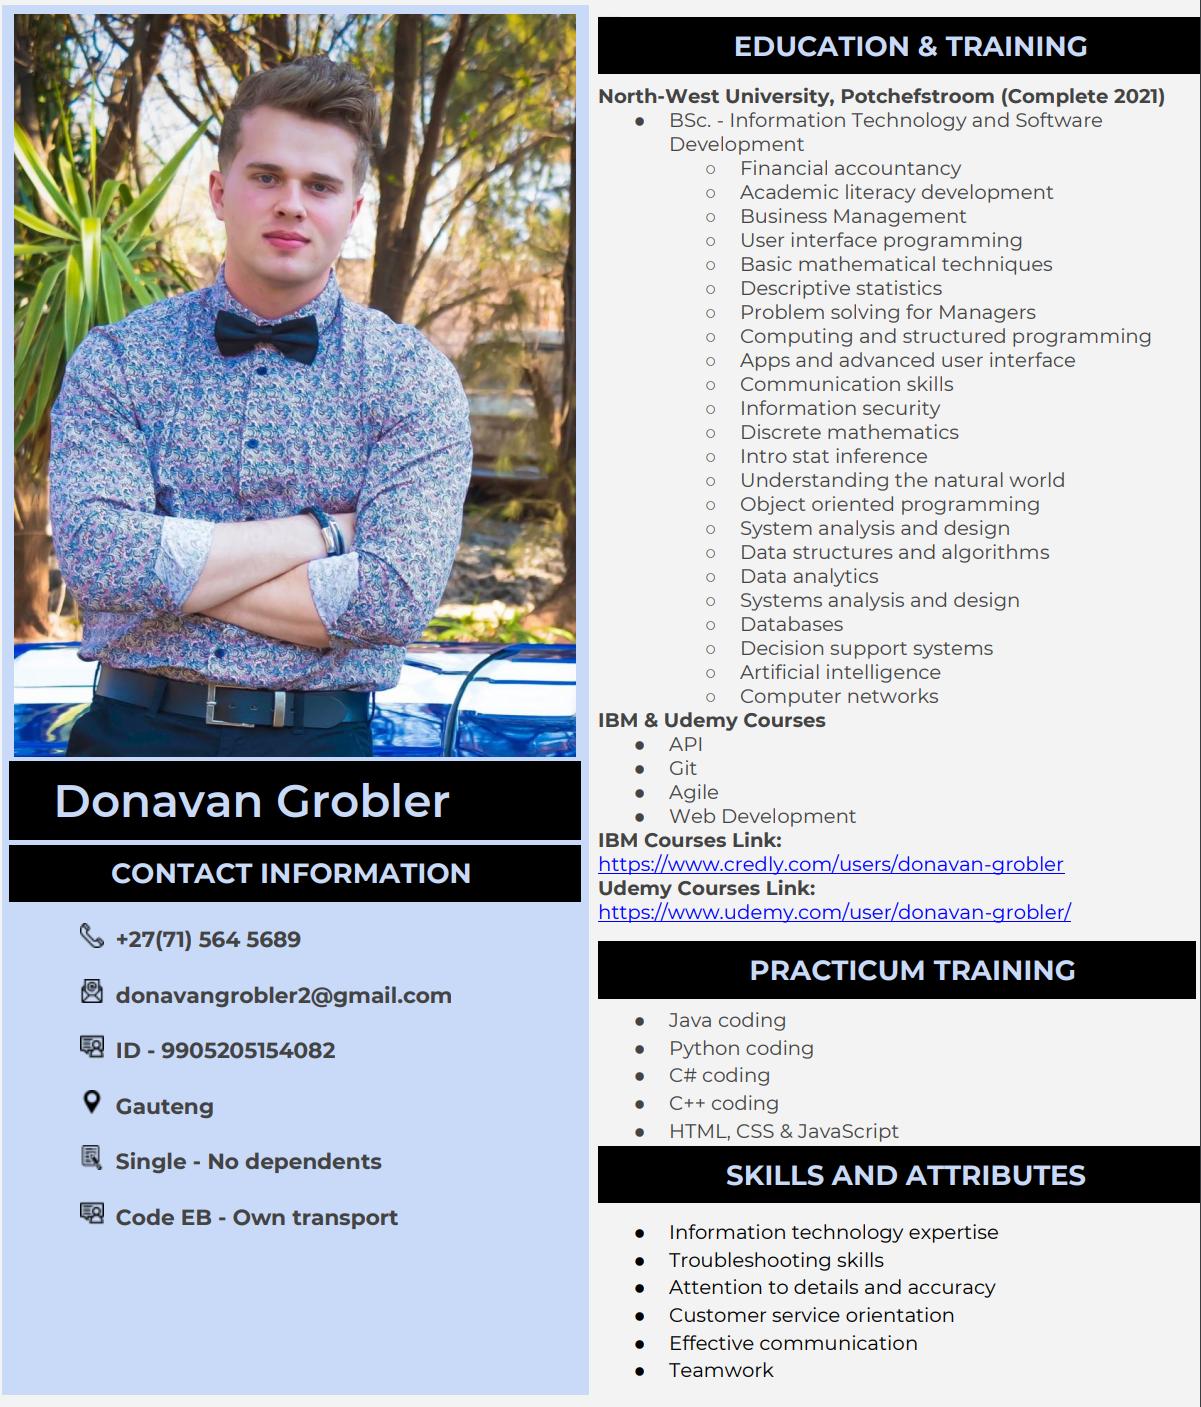 Donavan Grobler
CONTACT INFORMATION
+27(71) 564 5689
donavangrobler2@gmail.com
ID - 9905205154082
Gauteng
Single - No dependents
Code EB - Own transport
EDUCATION & TRAINING
North-West University, Potchefstroom (Complete 2021)
● BSc. - Information Technology and Software
Development
○ Financial accountancy
○ Academic literacy development
○ Business Management
○ User interface programming
○ Basic mathematical techniques
○ Descriptive statistics
○ Problem solving for Managers
○ Computing and structured programming
○ Apps and advanced user interface
○ Communication skills
○ Information security
○ Discrete mathematics
○ Intro stat inference
○ Understanding the natural world
○ Object oriented programming
○ System analysis and design
○ Data structures and algorithms
○ Data analytics
○ Systems analysis and design
○ Databases
○ Decision support systems
○ Artificial intelligence
○ Computer networks
IBM & Udemy Courses
● API
● Git
● Agile
● Web Development
IBM Courses Link:
https://www.credly.com/users/donavan-grobler
Udemy Courses Link:
https://www.udemy.com/user/donavan-grobler/
PRACTICUM TRAINING
● Java coding
● Python coding
● C# coding
● C++ coding
● HTML, CSS & JavaScript
SKILLS AND ATTRIBUTES
● Information technology expertise
● Troubleshooting skills
● Attention to details and accuracy
● Customer service orientation
● Effective communication
● Teamwork